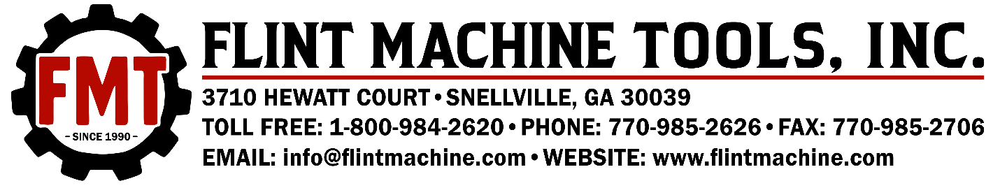 FMT
– SINCE 1990 –
FLINT MACHINE TOOLS, INC.
3710 HEWATT COURT • SNELLVILLE, GA 30039
TOLL FREE: 1-800-984-2620 • PHONE: 770-985-2626 • FAX: 770-985-2706
EMAIL: info@flintmachine.com • WEBSITE: www.flintmachine.com